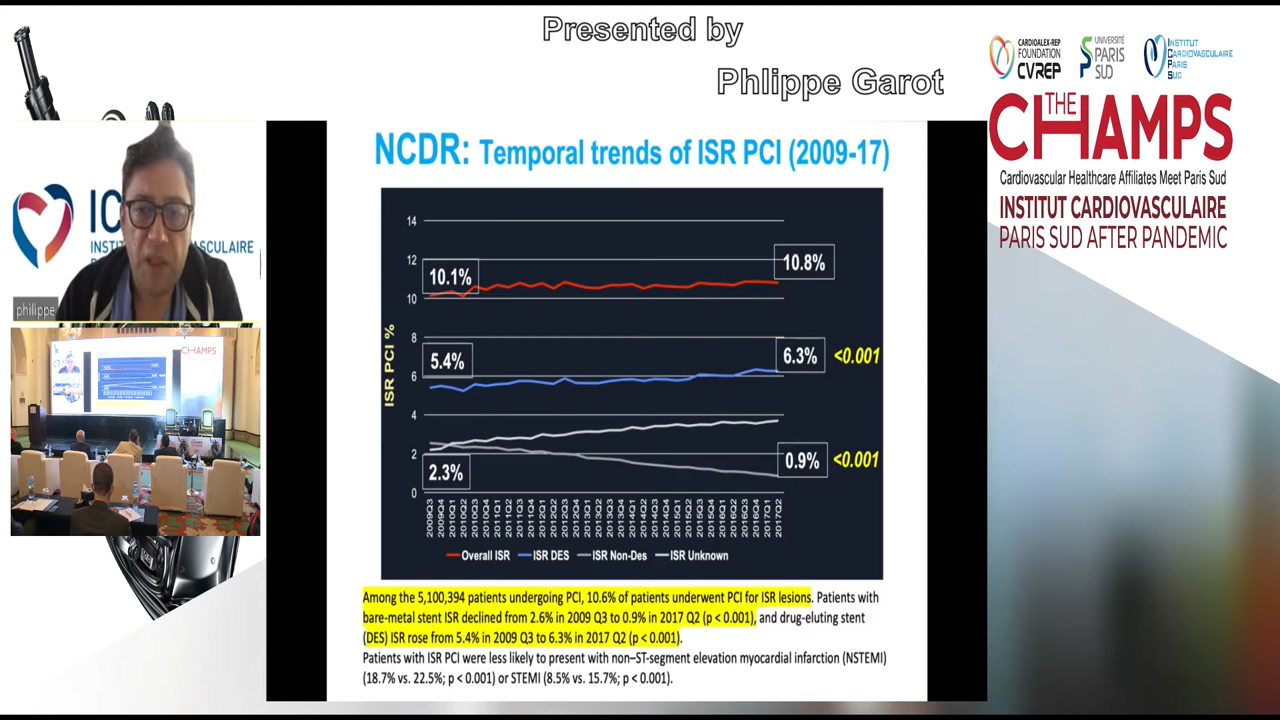 Presented by
Phlippe Garot
CARDIOALEX-REP
FOUNDATION
CVREP
UNIVERSITÉ
PARIS
SUD
INSTITUT
CARDIOVASCULAIRE
PARIS
SUD
THE
CHAMPS
Cardiovascular Healthcare Affiliates Meet Paris Sud
INSTITUT CARDIOVASCULAIRE
PARIS SUD AFTER PANDEMIC
philippe
CHAMPS
NCDR: Temporal trends of ISR PCI (2009-17)
ISR PCI %
14
12
10
8
6
4
2
0
10.1%
10.8%
5.4%
6.3%
<0.001
2.3%
0.9%
<0.001
2009Q3
2009Q4
2010Q1
2010Q2
2010Q3
2010Q4
2011Q1
2011Q2
2011Q3
2011Q4
2012Q1
2012Q2
2012Q3
2012Q4
2013Q1
2013Q2
2013Q3
2013Q4
2014Q1
2014Q2
2014Q3
2014Q4
2015Q1
2015Q2
2015Q3
2015Q4
2016Q1
2016Q2
2016Q3
2016Q4
2017Q1
2017Q2
Overall ISR ISR DES ISR Non-Des ISR Unknown
Among the 5,100,394 patients undergoing PCI, 10.6% of patients underwent PCI for ISR lesions. Patients with
bare-metal stent ISR declined from 2.6% in 2009 Q3 to 0.9% in 2017 Q2 (p < 0.001), and drug-eluting stent
(DES) ISR rose from 5.4% in 2009 Q3 to 6.3% in 2017 Q2 (p < 0.001).
Patients with ISR PCI were less likely to present with non–ST-segment elevation myocardial infarction (NSTEMI)
(18.7% vs. 22.5%; p < 0.001) or STEMI (8.5% vs. 15.7%; p < 0.001).